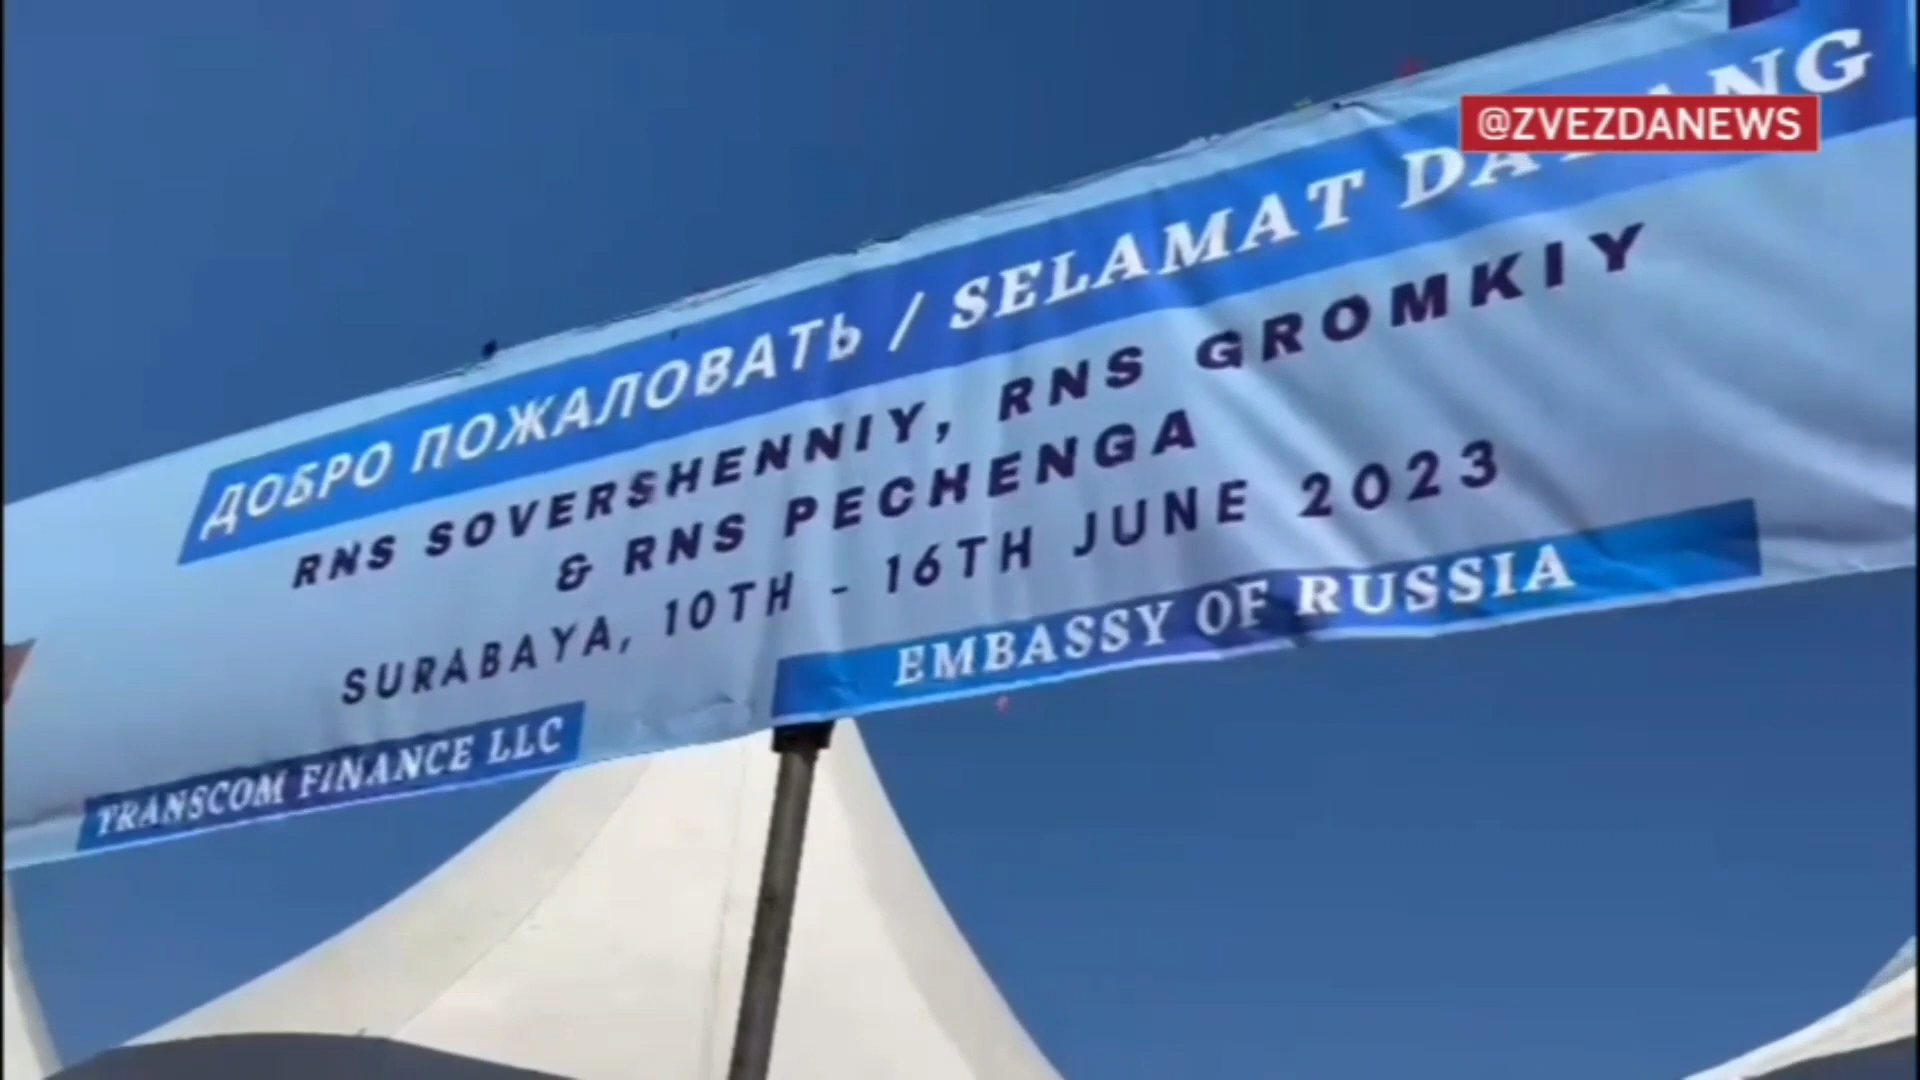 @ZVEZDANEWS
ДОБРО ПОЖАЛОВАТЬ / SELAMAT DATANG
RNS SOVERSHENNIY, RNS GROMKIY
& RNS PECHENGA
SURABAYA, 10TH - 16TH JUNE 2023
EMBASSY OF RUSSIA
TRANSCOM FINANCE LLC